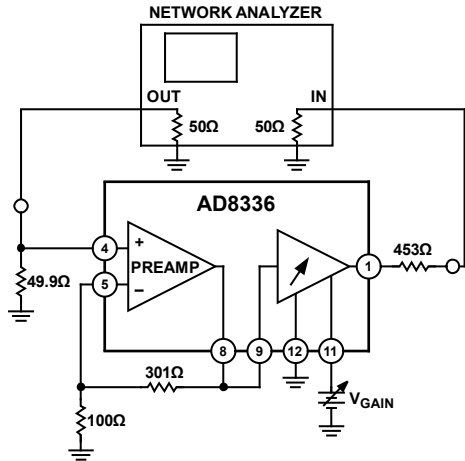 NETWORK ANALYZER
OUT
IN
50Ω
50Ω
AD8336
4
+
PREAMP
5
–
1
453Ω
49.9Ω
8
9
12
11
301Ω
100Ω
VGAIN